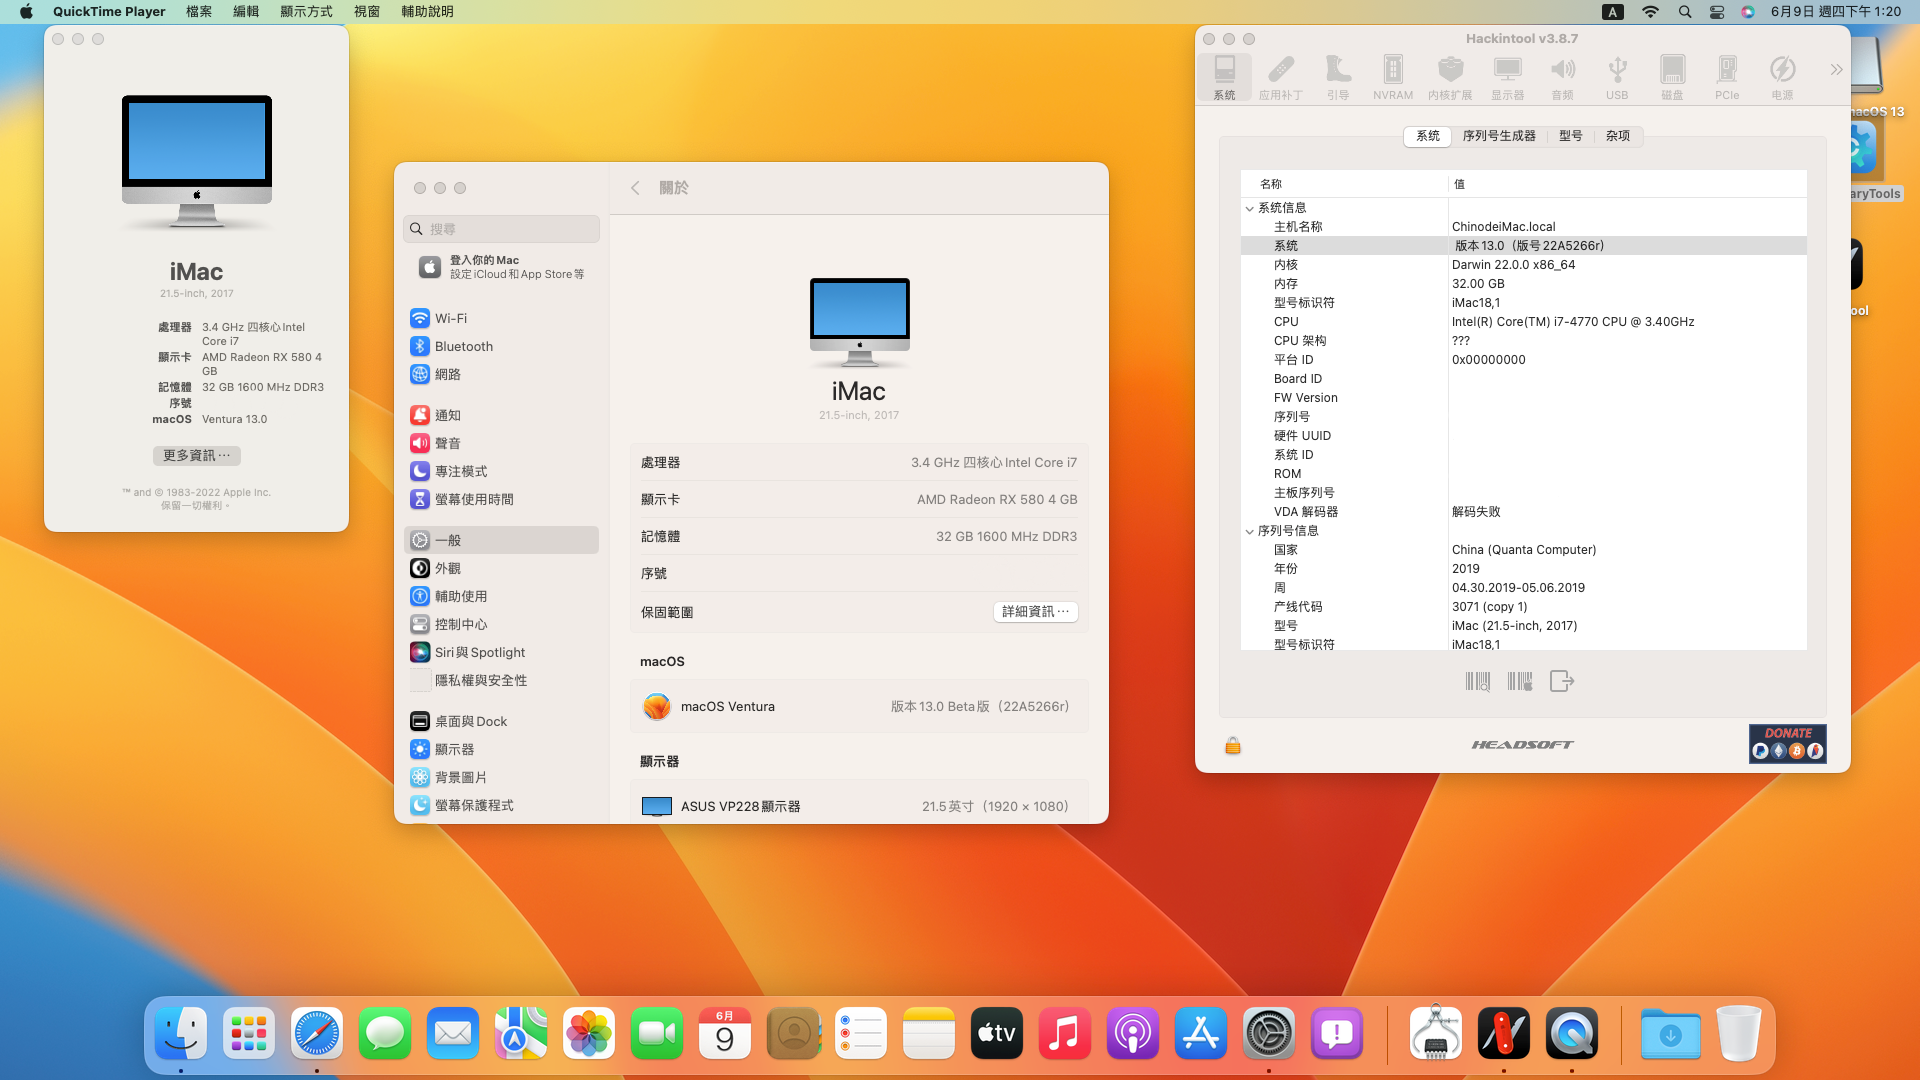 QuickTime Player 檔案 編輯 顯示方式 視窗 輔助說明
A 6月9日 週四下午 1:20
iMac
21.5-inch, 2017
處理器 3.4 GHz 四核心 Intel
Core i7
顯示卡 AMD Radeon RX 580 4
GB
記憶體 32 GB 1600 MHz DDR3
序號
macOS Ventura 13.0
更多資訊⋯
™ and © 1983-2022 Apple Inc.
保留一切權利。
搜尋
登入你的 Mac
設定 iCloud 和 App Store 等
Wi-Fi
Bluetooth
網路
通知
聲音
專注模式
螢幕使用時間
一般
外觀
輔助使用
控制中心
Siri 與 Spotlight
隱私權與安全性
桌面與 Dock
顯示器
背景圖片
螢幕保護程式
關於
iMac
21.5-inch, 2017
處理器 3.4 GHz 四核心 Intel Core i7
顯示卡 AMD Radeon RX 580 4 GB
記憶體 32 GB 1600 MHz DDR3
序號
保固範圍 詳細資訊⋯
macOS
macOS Ventura 版本 13.0 Beta 版（22A5266r）
顯示器
ASUS VP228 顯示器 21.5 英寸（1920 × 1080）
Hackintool v3.8.7
系统 应用补丁 引导 NVRAM 内核扩展 显示器 音频 USB 磁盘 PCIe 电源
系统 序列号生成器 型号 杂项
名称 值
系统信息
主机名称 ChinodeiMac.local
系统 版本 13.0（版号 22A5266r）
内核 Darwin 22.0.0 x86_64
内存 32.00 GB
型号标识符 iMac18,1
CPU Intel(R) Core(TM) i7-4770 CPU @ 3.40GHz
CPU 架构 ???
平台 ID 0x00000000
Board ID
FW Version
序列号
硬件 UUID
系统 ID
ROM
主板序列号
VDA 解码器 解码失败
序列号信息
国家 China (Quanta Computer)
年份 2019
周 04.30.2019-05.06.2019
产线代码 3071 (copy 1)
型号 iMac (21.5-inch, 2017)
型号标识符 iMac18,1
HEADSOFT
DONATE
acOS 13
aryTools
ool
6月
9
tv